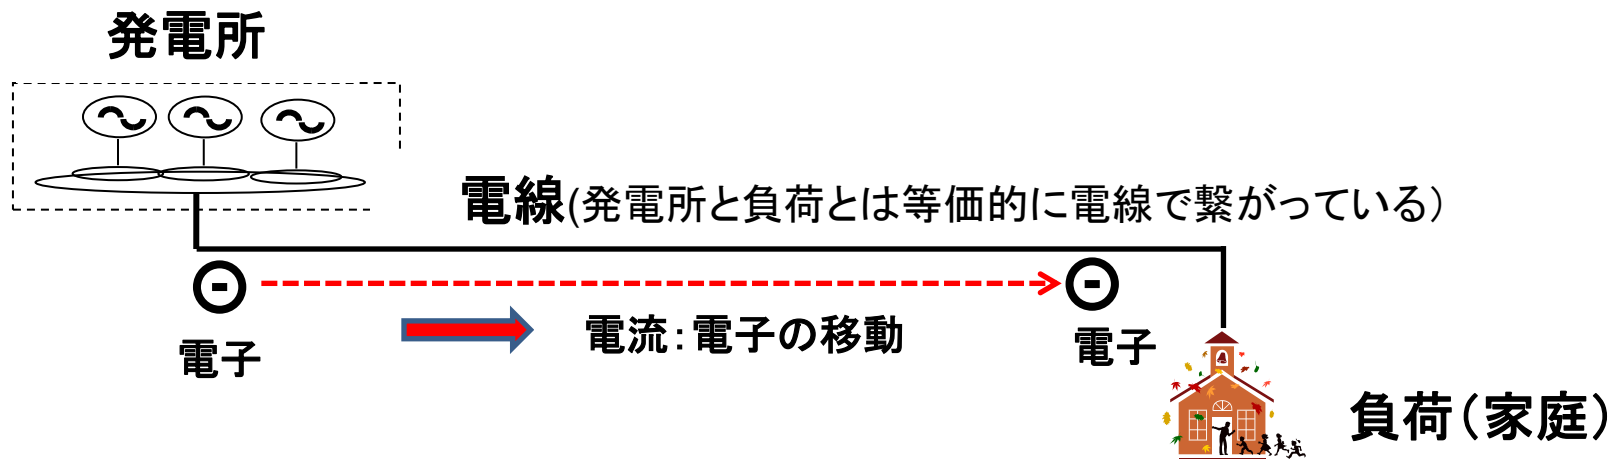 発電所
電線(発電所と負荷とは等価的に電線で繋がっている）
電子
電流：電子の移動
電子
負荷（家庭）